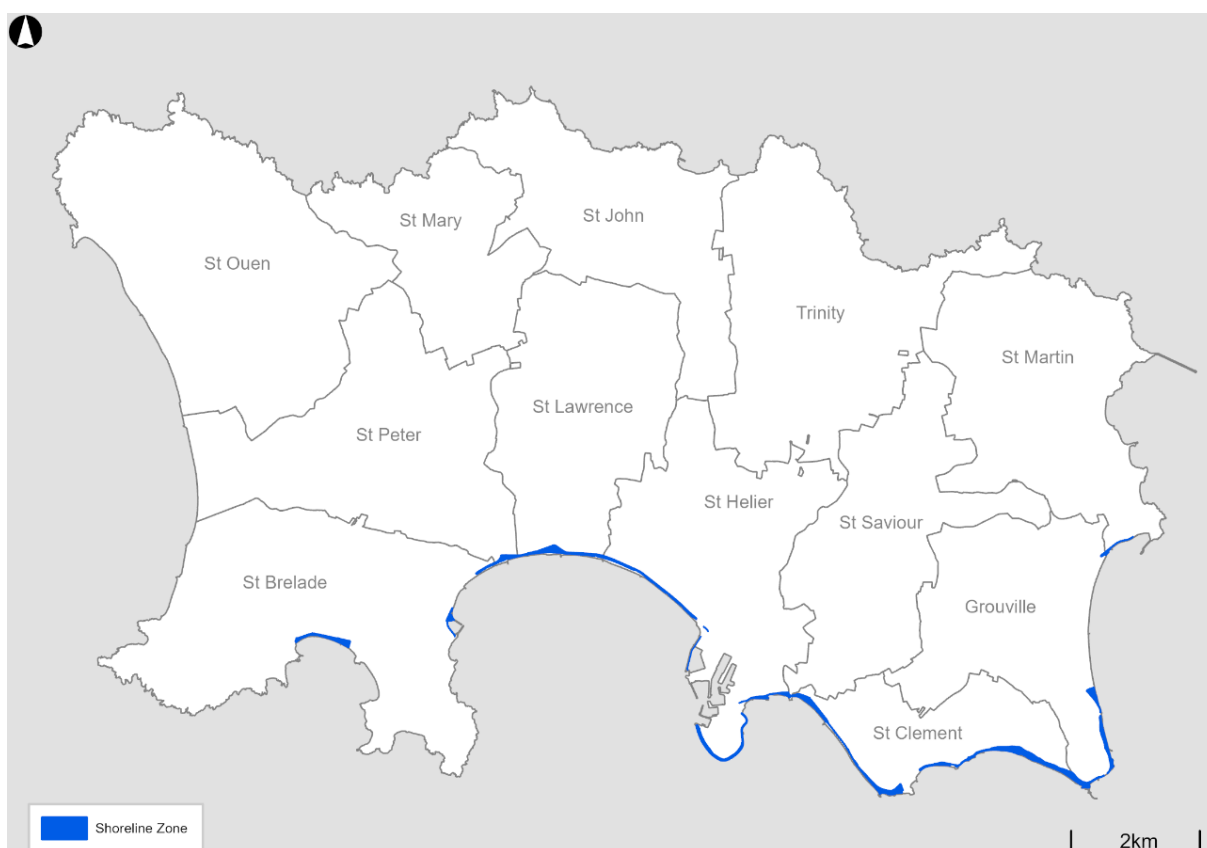 St Mary
St John
St Ouen
Trinity
St Martin
St Lawrence
St Peter
St Helier
St Saviour
St Brelade
Grouville
St Clement
Shoreline Zone
2km